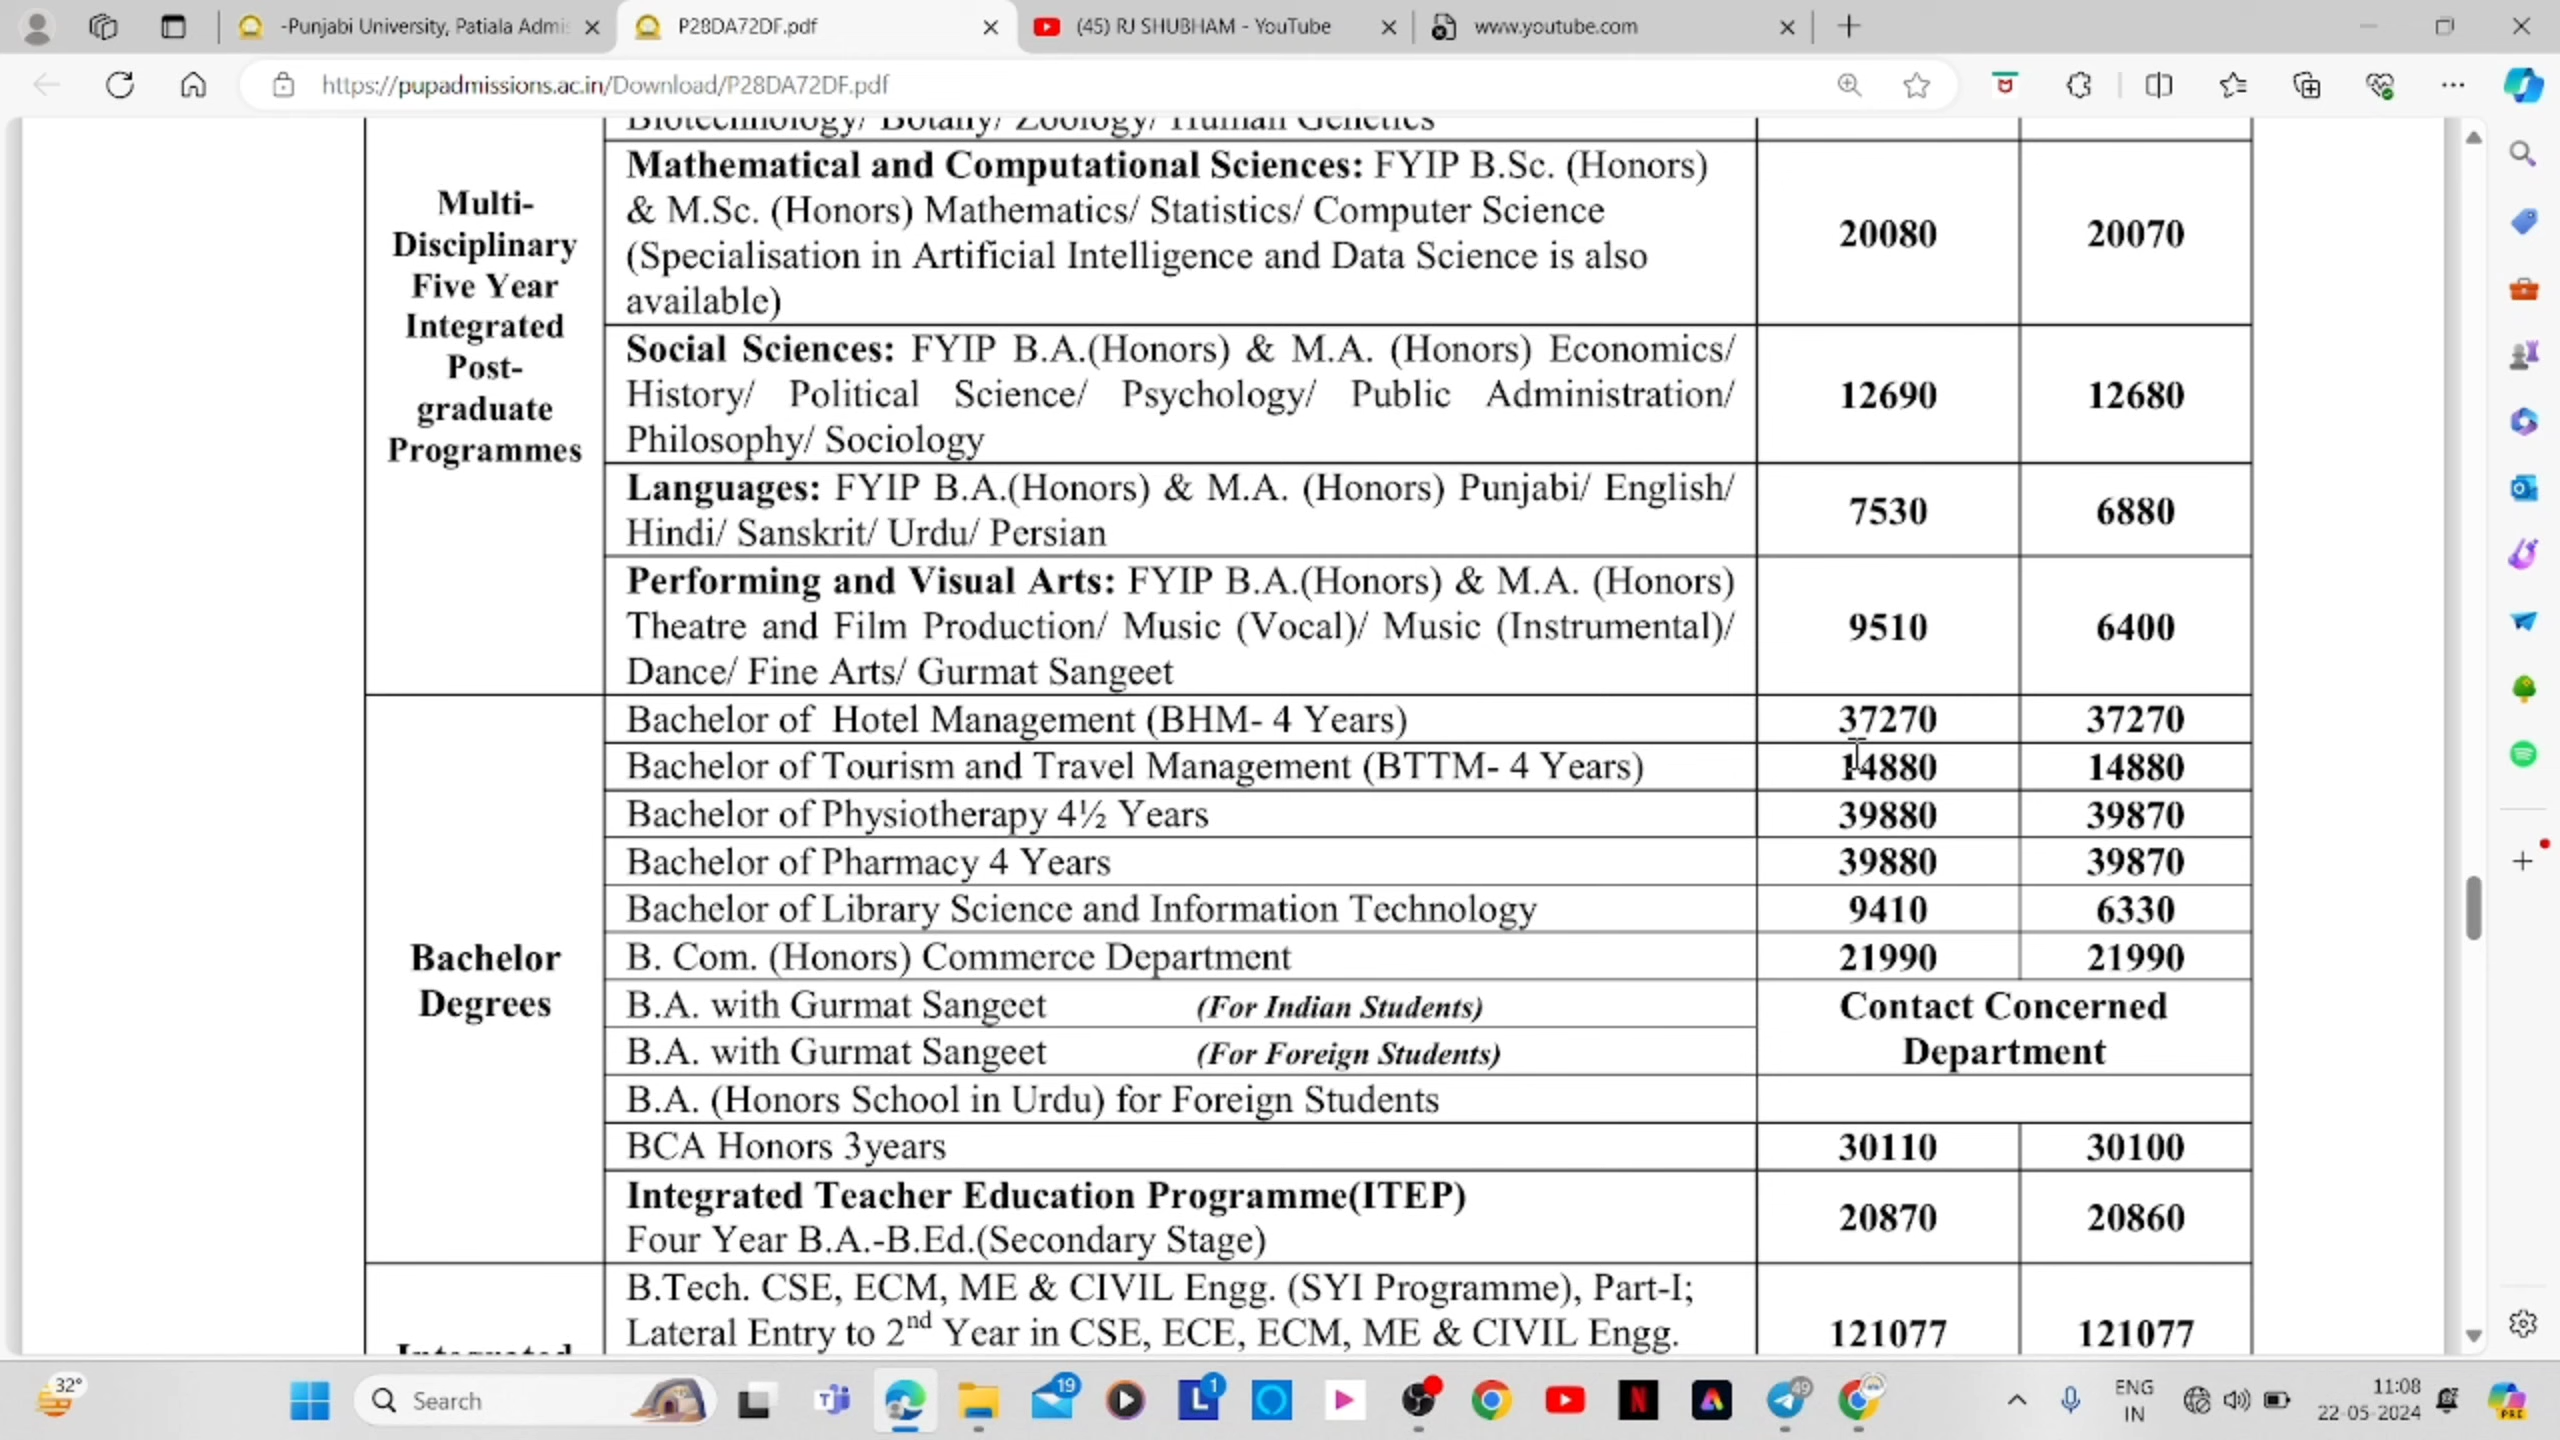 -Punjabi University, Patiala Admi
P28DA72DF.pdf
(45) RJ SHUBHAM - YouTube
www.youtube.com
https://pupadmissions.ac.in/Download/P28DA72DF.pdf
Biotechnology/ Botany/ Zoology/ Human Genetics
Multi-
Disciplinary
Five Year
Integrated
Post-
graduate
Programmes
Mathematical and Computational Sciences: FYIP B.Sc. (Honors)
& M.Sc. (Honors) Mathematics/ Statistics/ Computer Science
(Specialisation in Artificial Intelligence and Data Science is also
available)
20080 20070
Social Sciences: FYIP B.A.(Honors) & M.A. (Honors) Economics/
History/ Political Science/ Psychology/ Public Administration/
Philosophy/ Sociology
12690 12680
Languages: FYIP B.A.(Honors) & M.A. (Honors) Punjabi/ English/
Hindi/ Sanskrit/ Urdu/ Persian
7530 6880
Performing and Visual Arts: FYIP B.A.(Honors) & M.A. (Honors)
Theatre and Film Production/ Music (Vocal)/ Music (Instrumental)/
Dance/ Fine Arts/ Gurmat Sangeet
9510 6400
Bachelor
Degrees
Bachelor of Hotel Management (BHM- 4 Years) 37270 37270
Bachelor of Tourism and Travel Management (BTTM- 4 Years) 14880 14880
Bachelor of Physiotherapy 4½ Years 39880 39870
Bachelor of Pharmacy 4 Years 39880 39870
Bachelor of Library Science and Information Technology 9410 6330
B. Com. (Honors) Commerce Department 21990 21990
B.A. with Gurmat Sangeet (For Indian Students)
B.A. with Gurmat Sangeet (For Foreign Students)
Contact Concerned
Department
B.A. (Honors School in Urdu) for Foreign Students
BCA Honors 3years 30110 30100
Integrated Teacher Education Programme(ITEP)
Four Year B.A.-B.Ed.(Secondary Stage)
20870 20860
Integrated
B.Tech. CSE, ECM, ME & CIVIL Engg. (SYI Programme), Part-I;
Lateral Entry to 2nd Year in CSE, ECE, ECM, ME & CIVIL Engg.
121077 121077
32°
Search
19
1
49
ENG
IN
11:08
22-05-2024
PRE